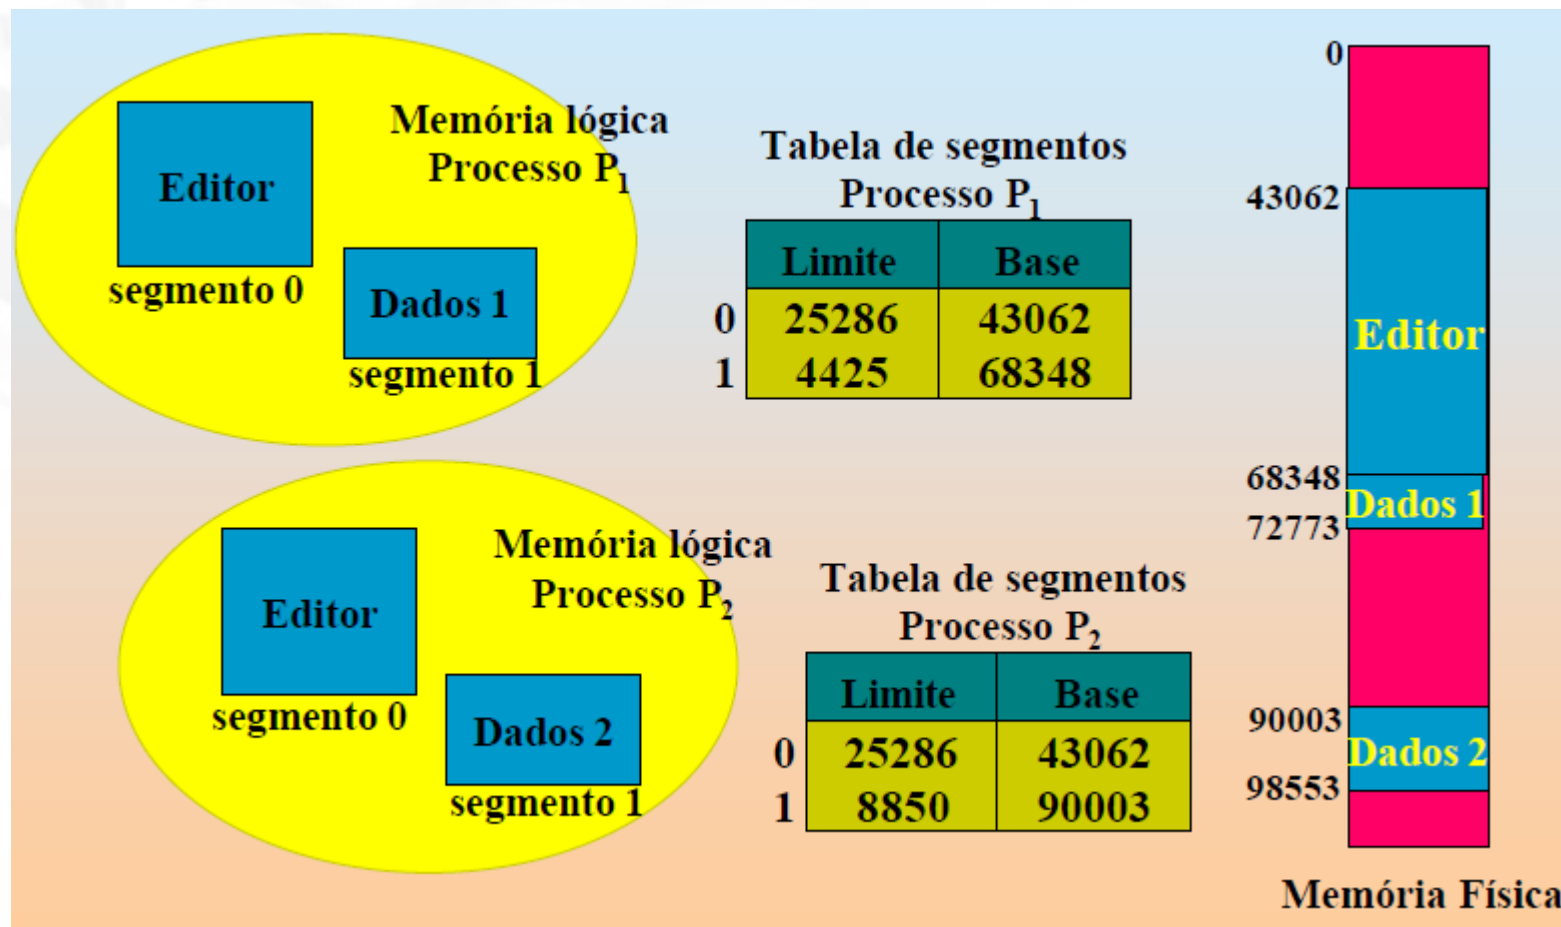 Memória lógica
Processo P1
Editor
segmento 0
Dados 1
segmento 1
Tabela de segmentos
Processo P1
Limite Base
0 25286 43062
1 4425 68348
Memória lógica
Processo P2
Editor
segmento 0
Dados 2
segmento 1
Tabela de segmentos
Processo P2
Limite Base
0 25286 43062
1 8850 90003
0
43062
Editor
68348
Dados 1
72773
90003
Dados 2
98553
Memória Física